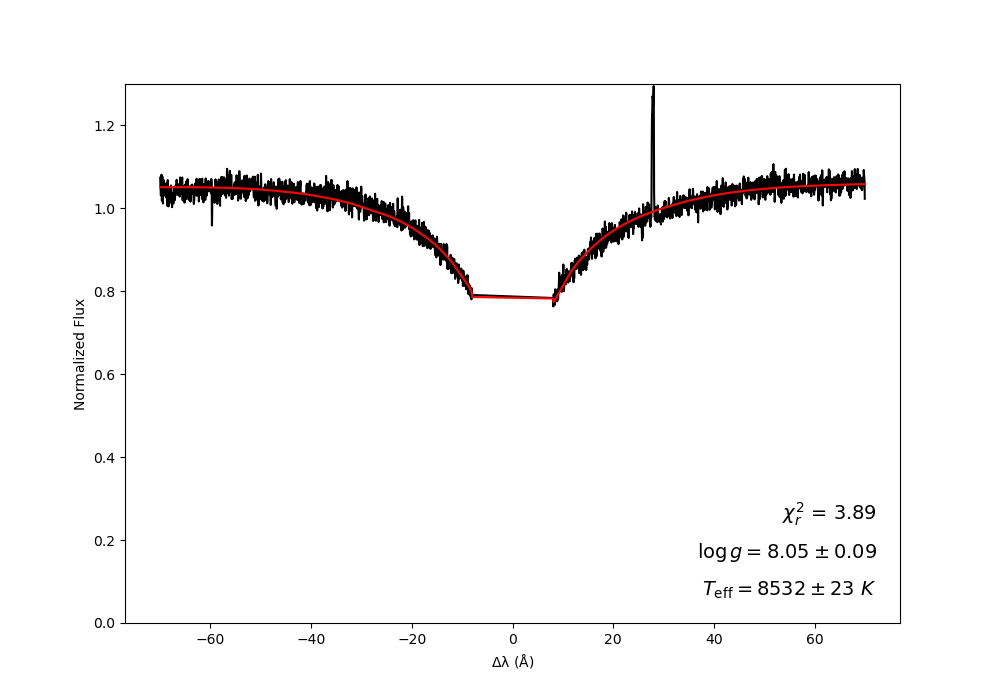 1.2
1.0
0.8
0.6
0.4
0.2
0.0
Normalized Flux
χ²ᵣ = 3.89
log g = 8.05 ± 0.09
T_eff = 8532 ± 23 K
−60 −40 −20 0 20 40 60
Δλ (Å)